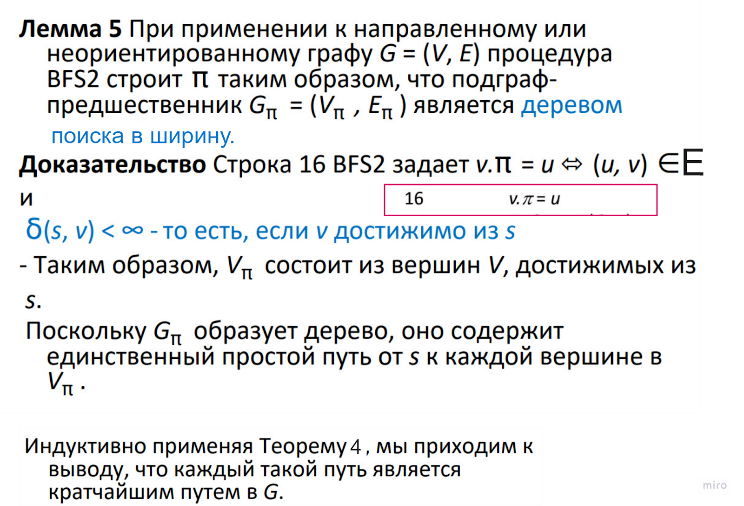 Лемма 5 При применении к направленному или
неориентированному графу G = (V, E) процедура
BFS2 строит π таким образом, что подграф-
предшественник Gπ = (Vπ , Eπ ) является деревом
поиска в ширину.
Доказательство Строка 16 BFS2 задает v.π = u ⇔ (u, v) ∈E
и
16 v.π = u
δ(s, v) < ∞ - то есть, если v достижимо из s
- Таким образом, Vπ состоит из вершин V, достижимых из
s.
Поскольку Gπ образует дерево, оно содержит
единственный простой путь от s к каждой вершине в
Vπ .
Индуктивно применяя Теорему 4 , мы приходим к
выводу, что каждый такой путь является
кратчайшим путем в G.
miro